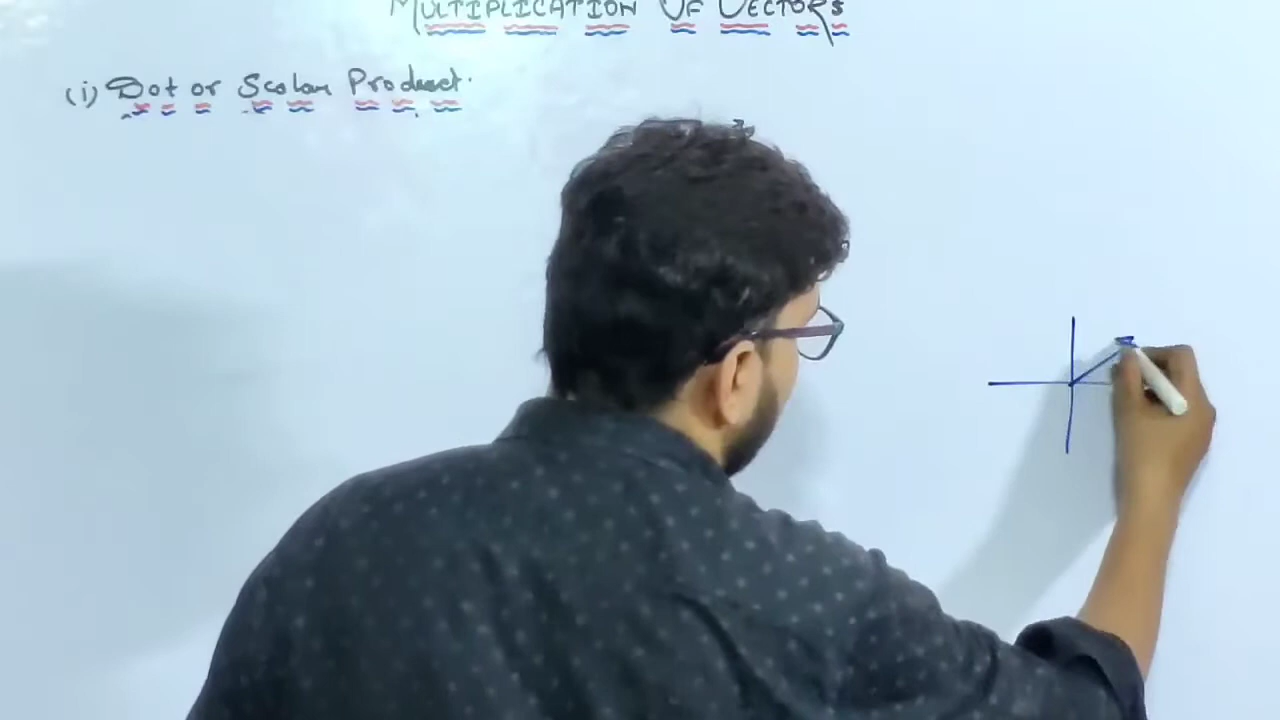 MULTIPLICATION OF VECTORS
(i) Dot or Scalar Product.